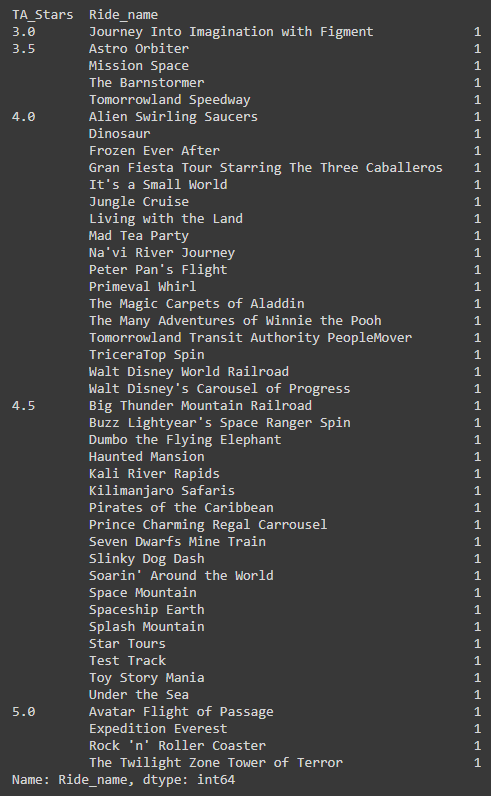 TA_Stars  Ride_name
3.0       Journey Into Imagination with Figment             1
3.5       Astro Orbiter                                     1
          Mission Space                                     1
          The Barnstormer                                   1
          Tomorrowland Speedway                             1
4.0       Alien Swirling Saucers                            1
          Dinosaur                                          1
          Frozen Ever After                                 1
          Gran Fiesta Tour Starring The Three Caballeros    1
          It's a Small World                                1
          Jungle Cruise                                     1
          Living with the Land                              1
          Mad Tea Party                                     1
          Na'vi River Journey                               1
          Peter Pan's Flight                                1
          Primeval Whirl                                    1
          The Magic Carpets of Aladdin                      1
          The Many Adventures of Winnie the Pooh            1
          Tomorrowland Transit Authority PeopleMover        1
          TriceraTop Spin                                   1
          Walt Disney World Railroad                        1
          Walt Disney's Carousel of Progress                1
4.5       Big Thunder Mountain Railroad                     1
          Buzz Lightyear's Space Ranger Spin                1
          Dumbo the Flying Elephant                         1
          Haunted Mansion                                   1
          Kali River Rapids                                 1
          Kilimanjaro Safaris                               1
          Pirates of the Caribbean                          1
          Prince Charming Regal Carrousel                   1
          Seven Dwarfs Mine Train                           1
          Slinky Dog Dash                                   1
          Soarin' Around the World                          1
          Space Mountain                                    1
          Spaceship Earth                                   1
          Splash Mountain                                   1
          Star Tours                                        1
          Test Track                                        1
          Toy Story Mania                                   1
          Under the Sea                                     1
5.0       Avatar Flight of Passage                          1
          Expedition Everest                                1
          Rock 'n' Roller Coaster                           1
          The Twilight Zone Tower of Terror                 1
Name: Ride_name, dtype: int64